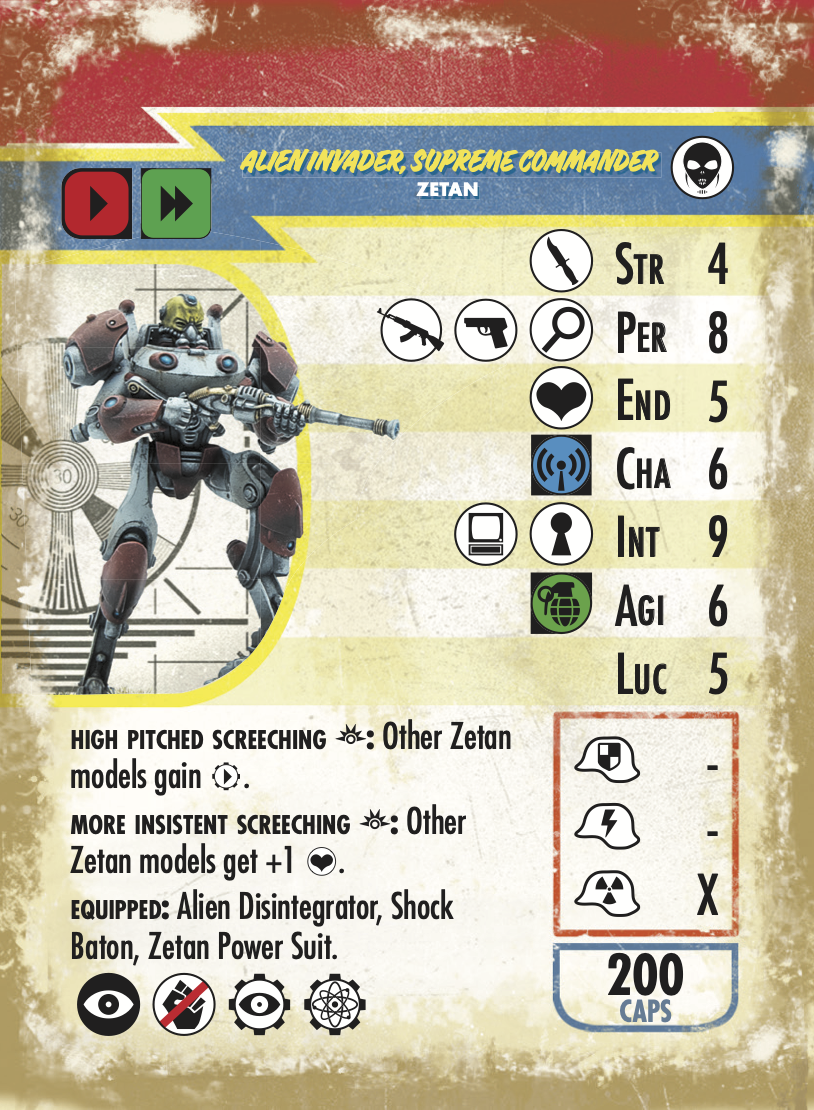 ALIEN INVADER, SUPREME COMMANDER
ZETAN
STR 4
PER 8
END 5
CHA 6
INT 9
AGI 6
LUC 5
30
30
HIGH PITCHED SCREECHING : Other Zetan
models gain .
MORE INSISTENT SCREECHING : Other
Zetan models get +1 .
EQUIPPED: Alien Disintegrator, Shock
Baton, Zetan Power Suit.
-
-
X
200
CAPS